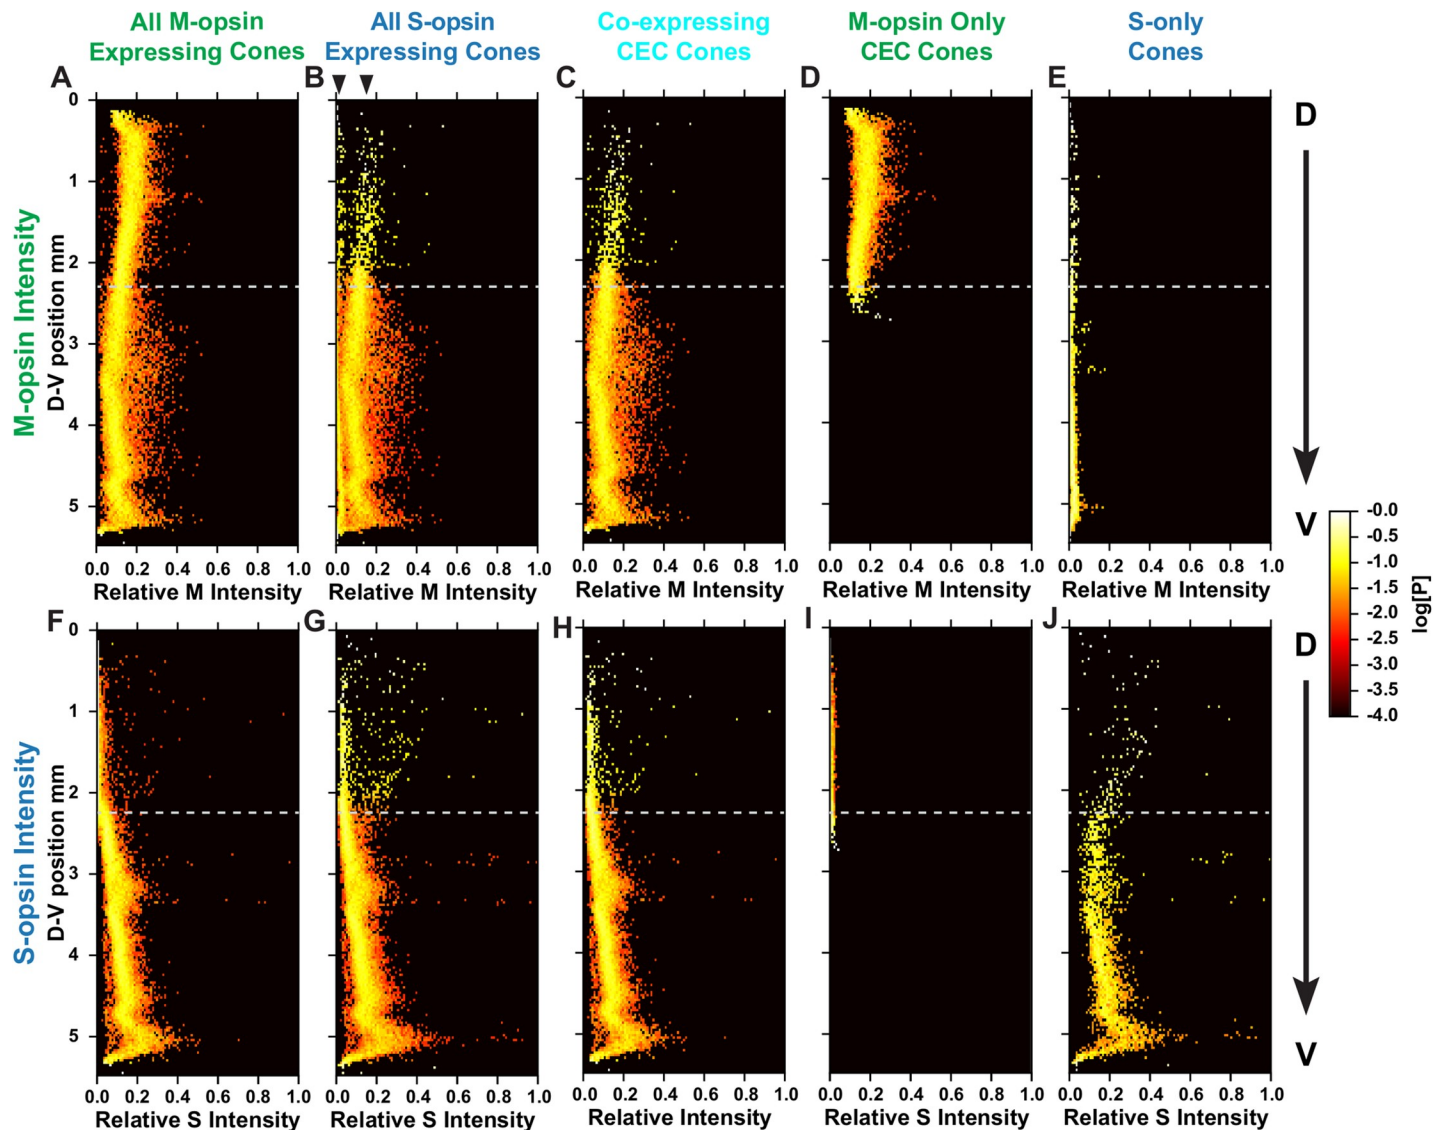 All M-opsin
Expressing Cones
All S-opsin
Expressing Cones
Co-expressing
CEC Cones
M-opsin Only
CEC Cones
S-only
Cones
A
B
C
D
E
M-opsin Intensity
D-V position mm
0
1
2
3
4
5
0.0 0.2 0.4 0.6 0.8 1.0
Relative M Intensity
0.0 0.2 0.4 0.6 0.8 1.0
Relative M Intensity
0.0 0.2 0.4 0.6 0.8 1.0
Relative M Intensity
0.0 0.2 0.4 0.6 0.8 1.0
Relative M Intensity
0.0 0.2 0.4 0.6 0.8 1.0
Relative M Intensity
D
V
-0.0
-0.5
-1.0
-1.5
-2.0
-2.5
-3.0
-3.5
-4.0
log[P]
F
G
H
I
J
S-opsin Intensity
D-V position mm
0
1
2
3
4
5
0.0 0.2 0.4 0.6 0.8 1.0
Relative S Intensity
0.0 0.2 0.4 0.6 0.8 1.0
Relative S Intensity
0.0 0.2 0.4 0.6 0.8 1.0
Relative Intensity
0.0 0.2 0.4 0.6 0.8 1.0
Relative S Intensity
0.0 0.2 0.4 0.6 0.8 1.0
Relative S Intensity
D
V